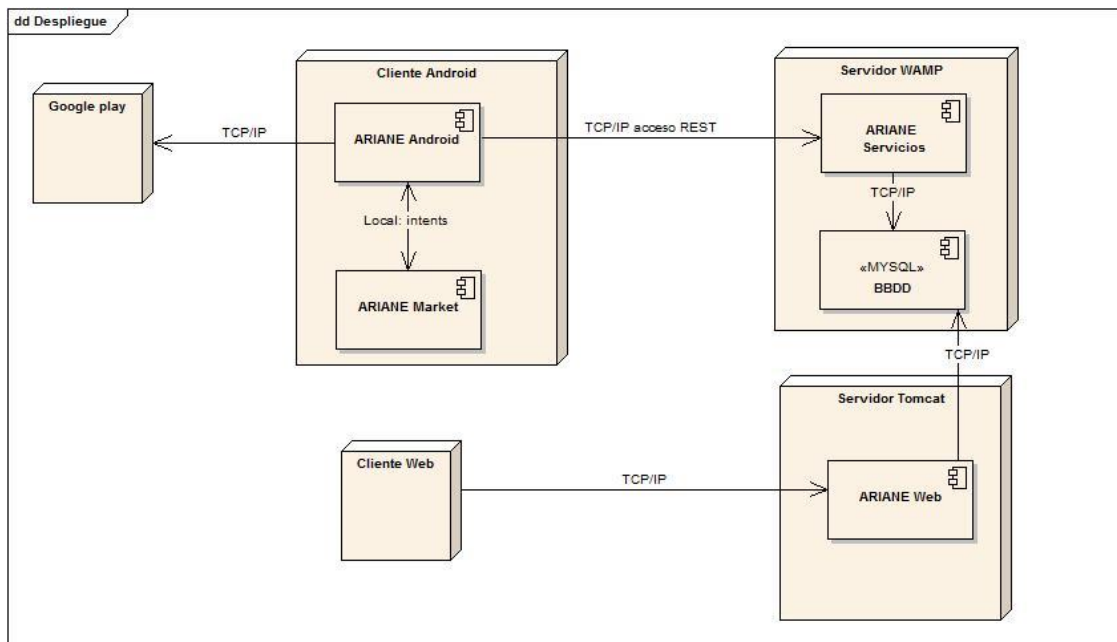 dd Despliegue
Google play
TCP/IP
Cliente Android
ARIANE Android
Local: intents
ARIANE Market
TCP/IP acceso REST
Servidor WAMP
ARIANE
Servicios
TCP/IP
«MYSQL»
BBDD
TCP/IP
Cliente Web
TCP/IP
Servidor Tomcat
ARIANE Web